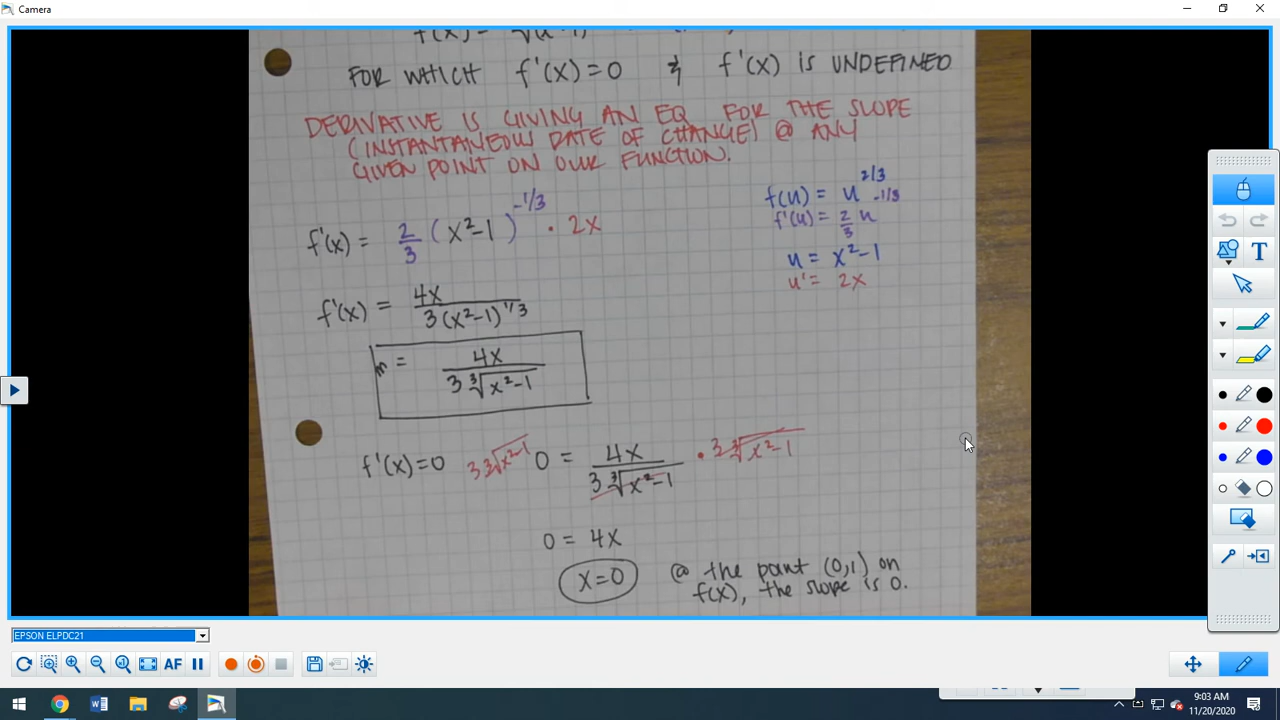 Camera
FOR WHICH f'(x)=0 & f'(x) IS UNDEFINED
DERIVATIVE IS GIVING AN EQ FOR THE SLOPE
(INSTANTANEOUS RATE OF CHANGE) @ ANY
GIVEN POINT ON OUR FUNCTION.
f(u) = u^2/3
f'(u) = 2/3 u^-1/3
u = x²-1
u' = 2x
f'(x) = 2/3 (x²-1)^-1/3 · 2x
f'(x) = 4x / 3(x²-1)^1/3
m = 4x / 3∛x²-1
f'(x)=0 3∛x²-1 0 = 4x / 3∛x²-1 · 3∛x²-1
0 = 4x
x=0
@ the point (0,1) on
f(x), the slope is 0.
EPSON ELPDC21
AF
T
9:03 AM
11/20/2020